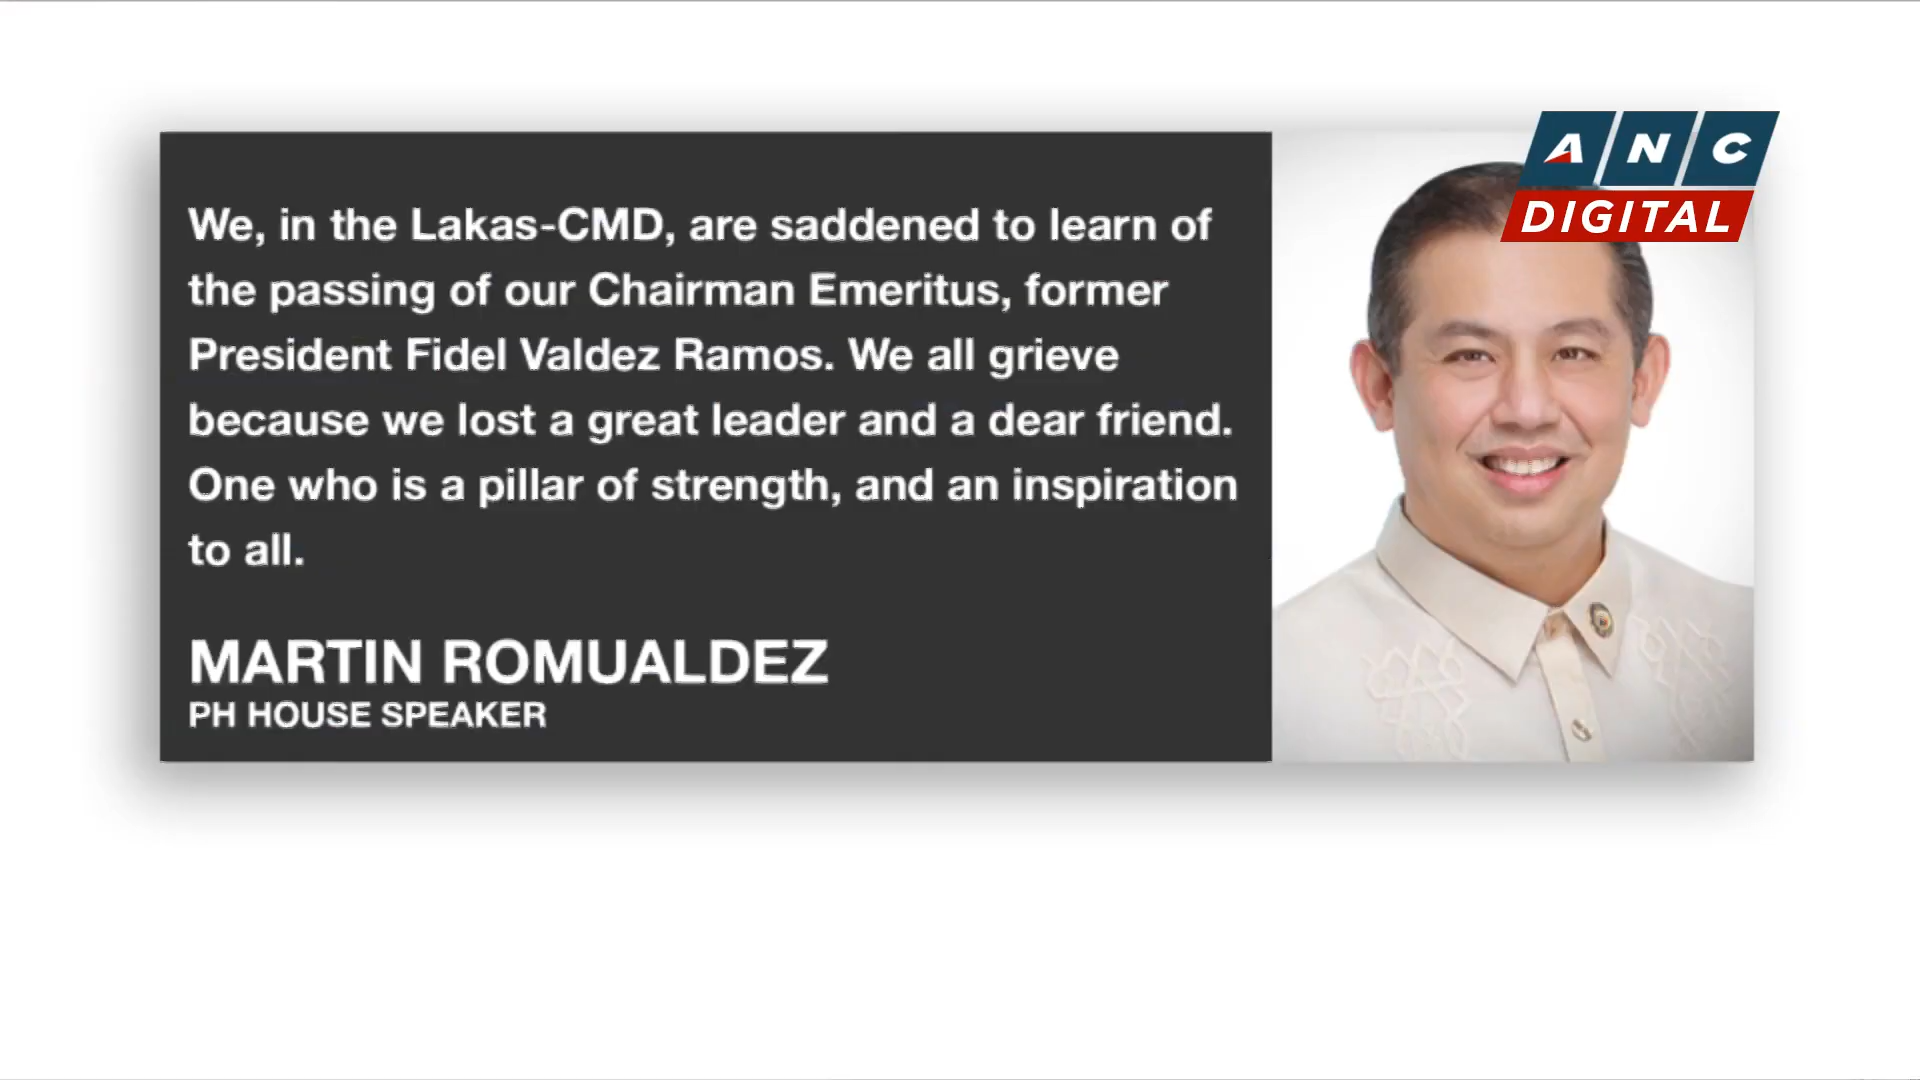 ANC
DIGITAL
We, in the Lakas-CMD, are saddened to learn of
the passing of our Chairman Emeritus, former
President Fidel Valdez Ramos. We all grieve
because we lost a great leader and a dear friend.
One who is a pillar of strength, and an inspiration
to all.
MARTIN ROMUALDEZ
PH HOUSE SPEAKER